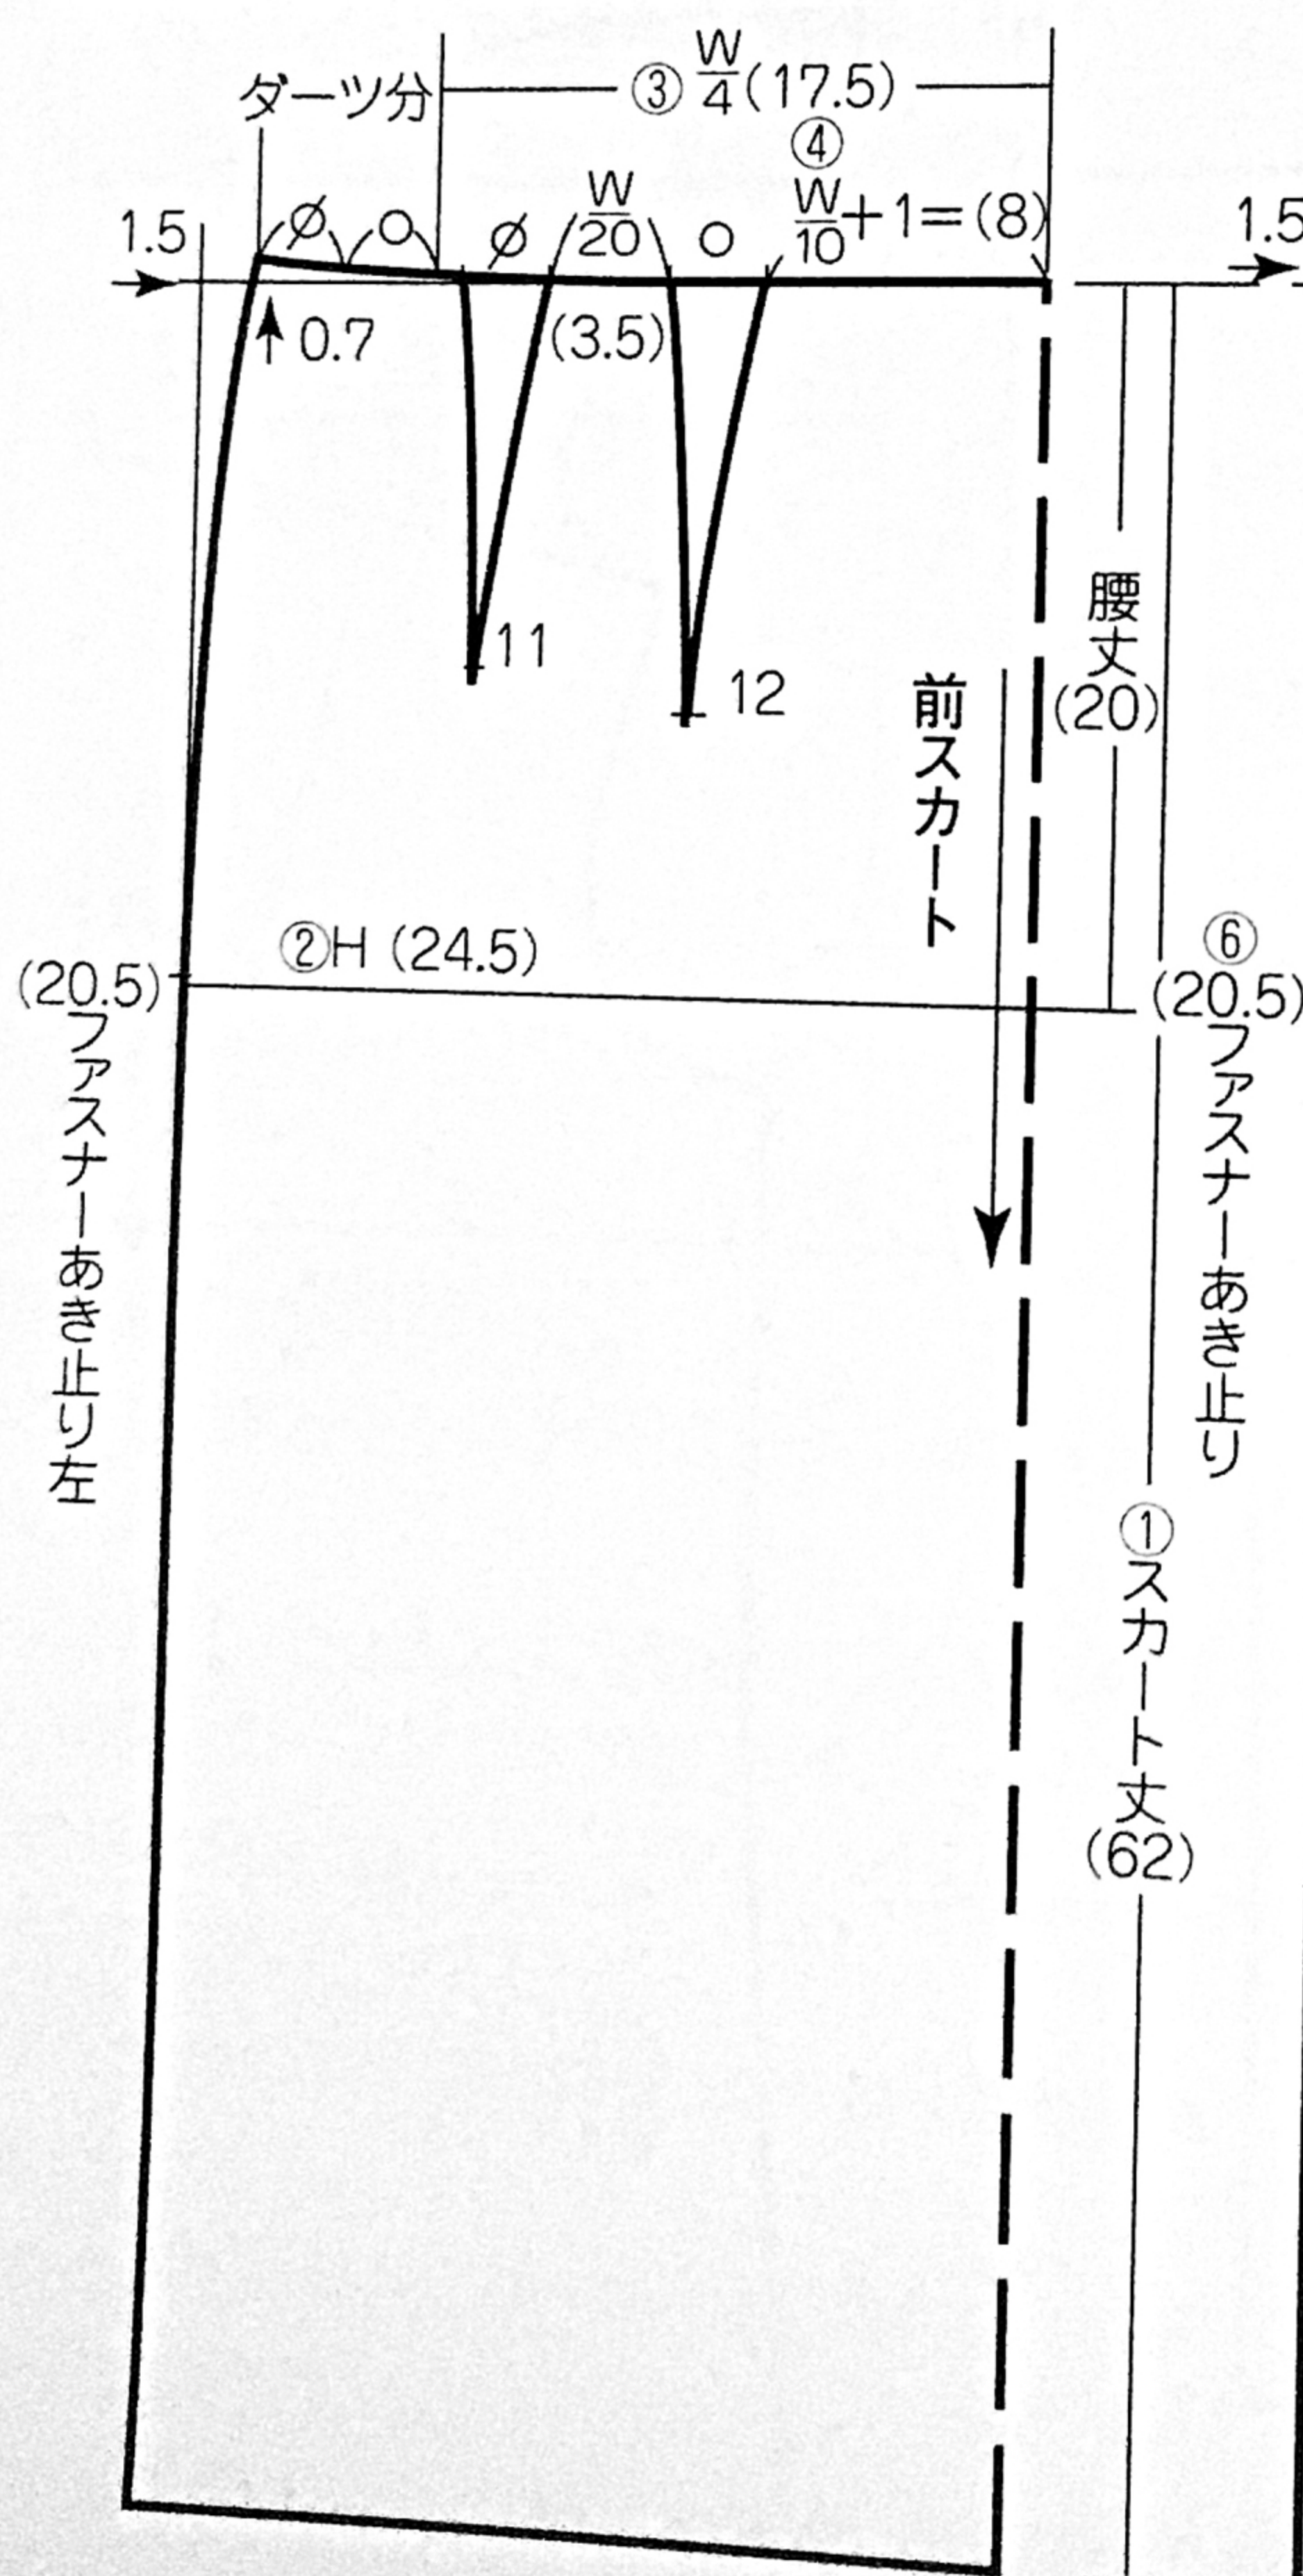 ③ W/4 (17.5)
ダーツ分
④
W/10 +1=(8)
1.5
∅
○
∅
W/20
○
1.5
0.7
(3.5)
11
12
腰丈
(20)
前スカート
②H (24.5)
(20.5)
ファスナーあき止り左
⑥
(20.5)
ファスナーあき止り
①スカート丈
(62)